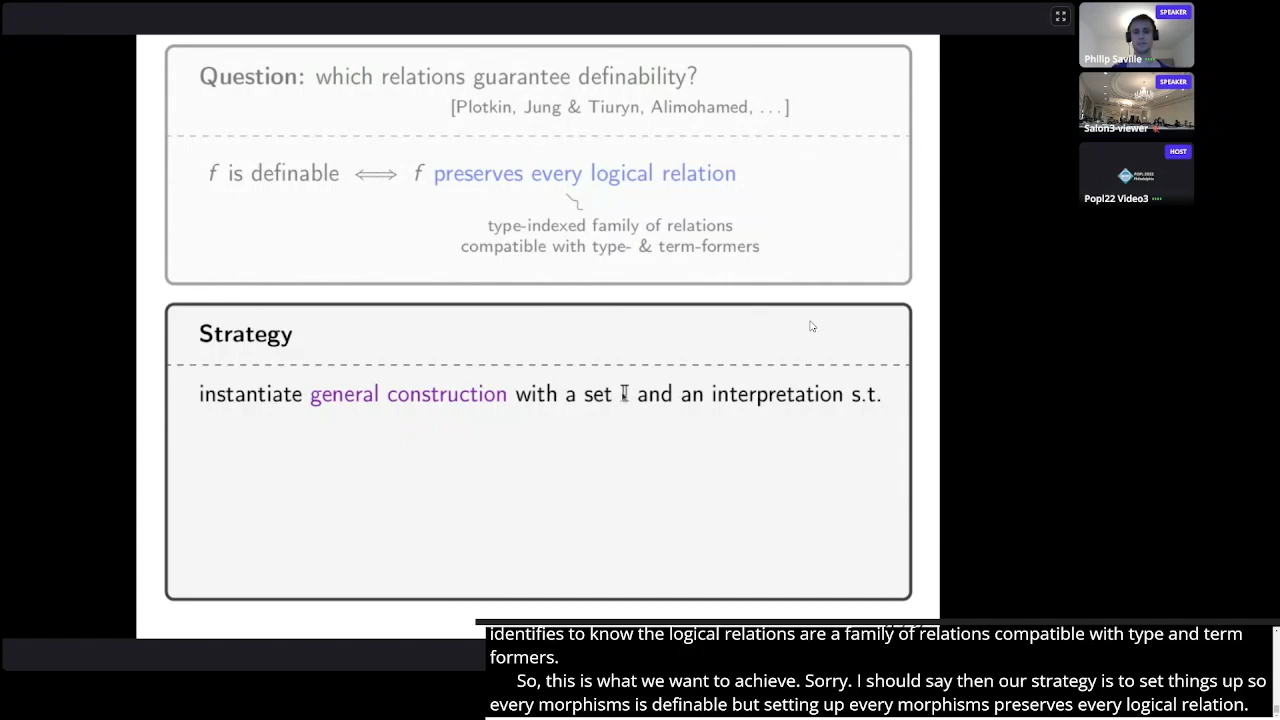 Question: which relations guarantee definability?
[Plotkin, Jung & Tiuryn, Alimohamed, ...]
f is definable ⟺ f preserves every logical relation
type-indexed family of relations
compatible with type- & term-formers
Strategy
instantiate general construction with a set I and an interpretation s.t.
SPEAKER
Philip Saville
SPEAKER
Salon3-viewer
HOST
POPL22
Philadelphia
Popl22 Video3
identifies to know the logical relations are a family of relations compatible with type and term
formers.
So, this is what we want to achieve. Sorry. I should say then our strategy is to set things up so
every morphisms is definable but setting up every morphisms preserves every logical relation.